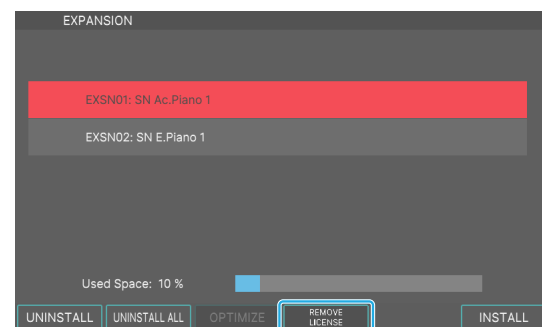 EXPANSION
EXSN01: SN Ac.Piano 1
EXSN02: SN E.Piano 1
Used Space: 10 %
UNINSTALL UNINSTALL ALL OPTIMIZE REMOVE LICENSE INSTALL